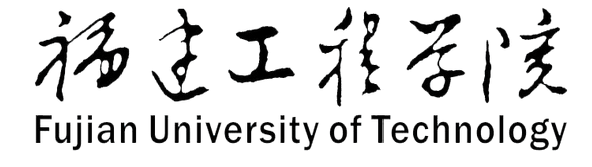 福建工程学院
Fujian University of Technology